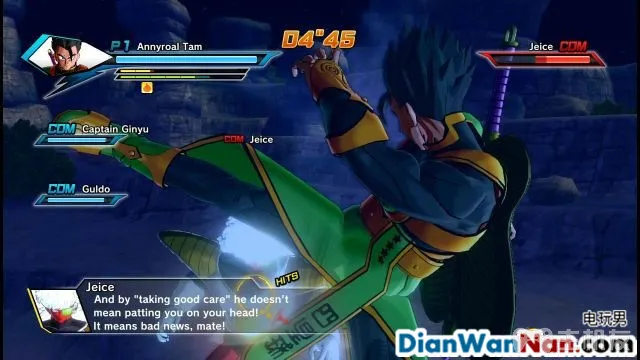 P1 Annyroal Tam
04"45
Jeice COM
COM Captain Ginyu
COM Jeice
COM Guldo
HITS
Jeice
And by "taking good care" he doesn't
mean patting you on your head!
It means bad news, mate!
电玩男
DianWanNan.com